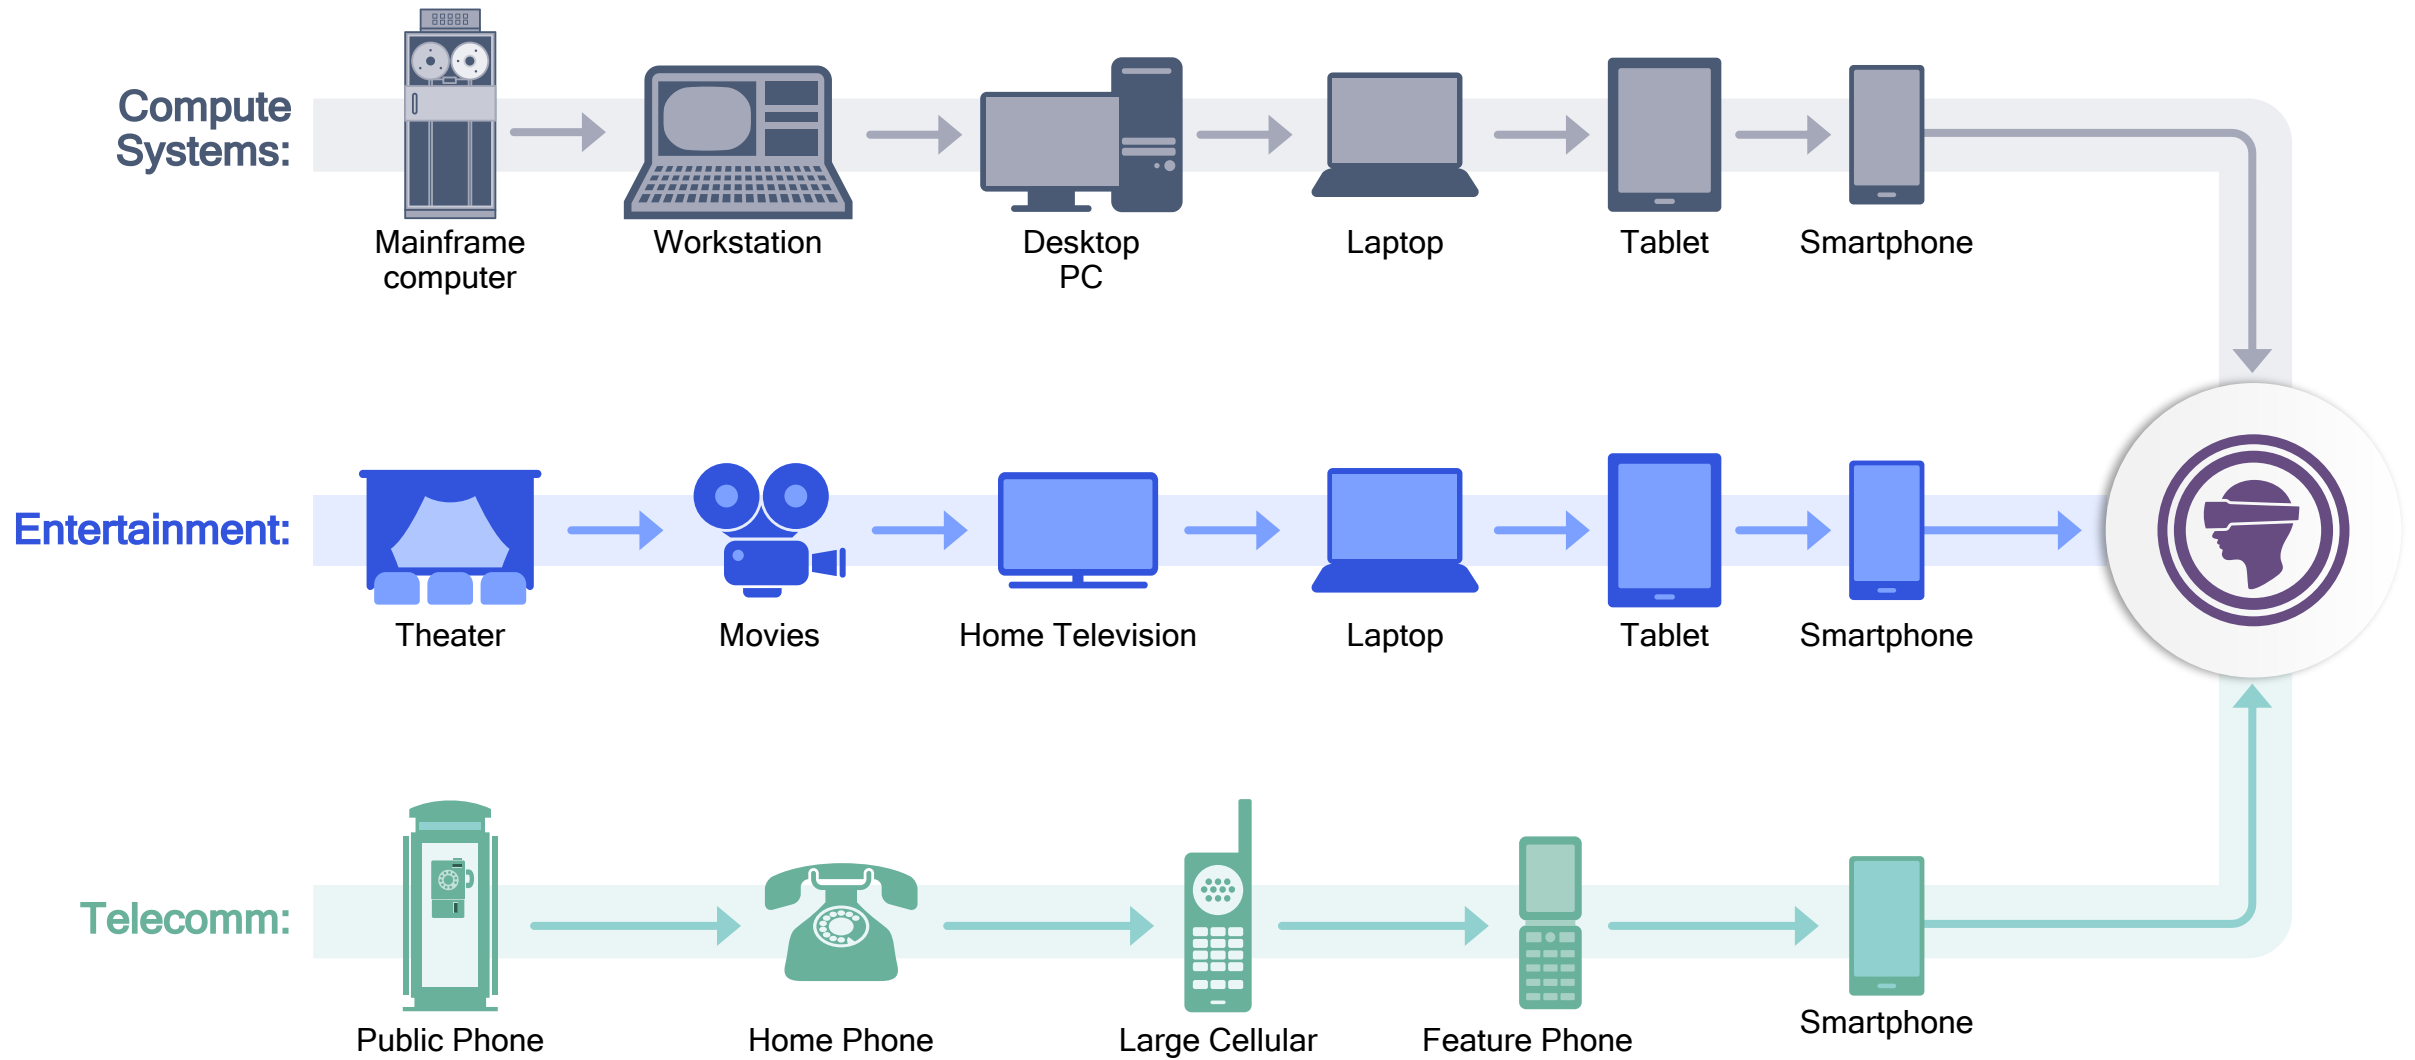 Compute
Systems:
Mainframe
computer
Workstation
Desktop
PC
Laptop
Tablet
Smartphone
Entertainment:
Theater
Movies
Home Television
Laptop
Tablet
Smartphone
Telecomm:
Public Phone
Home Phone
Large Cellular
Feature Phone
Smartphone